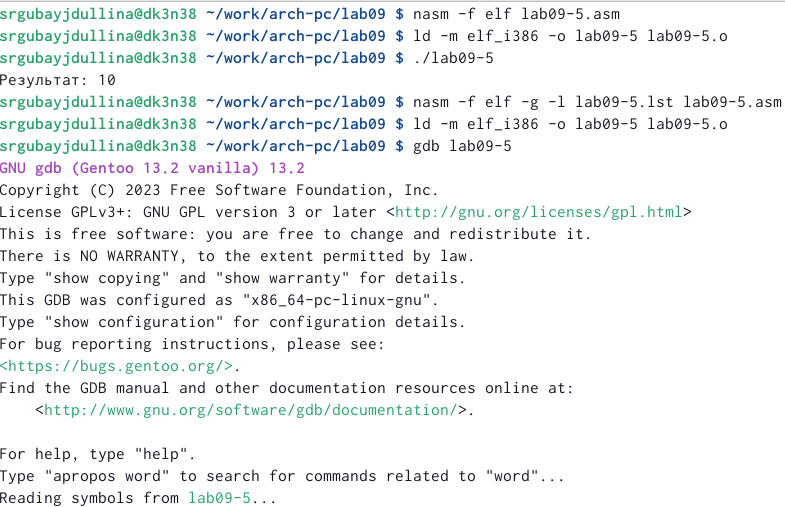 srgubayjdullina@dk3n38 ~/work/arch-pc/lab09 $ nasm -f elf lab09-5.asm
srgubayjdullina@dk3n38 ~/work/arch-pc/lab09 $ ld -m elf_i386 -o lab09-5 lab09-5.o
srgubayjdullina@dk3n38 ~/work/arch-pc/lab09 $ ./lab09-5
Результат: 10
srgubayjdullina@dk3n38 ~/work/arch-pc/lab09 $ nasm -f elf -g -l lab09-5.lst lab09-5.asm
srgubayjdullina@dk3n38 ~/work/arch-pc/lab09 $ ld -m elf_i386 -o lab09-5 lab09-5.o
srgubayjdullina@dk3n38 ~/work/arch-pc/lab09 $ gdb lab09-5
GNU gdb (Gentoo 13.2 vanilla) 13.2
Copyright (C) 2023 Free Software Foundation, Inc.
License GPLv3+: GNU GPL version 3 or later <http://gnu.org/licenses/gpl.html>
This is free software: you are free to change and redistribute it.
There is NO WARRANTY, to the extent permitted by law.
Type "show copying" and "show warranty" for details.
This GDB was configured as "x86_64-pc-linux-gnu".
Type "show configuration" for configuration details.
For bug reporting instructions, please see:
<https://bugs.gentoo.org/>.
Find the GDB manual and other documentation resources online at:
    <http://www.gnu.org/software/gdb/documentation/>.

For help, type "help".
Type "apropos word" to search for commands related to "word"...
Reading symbols from lab09-5...